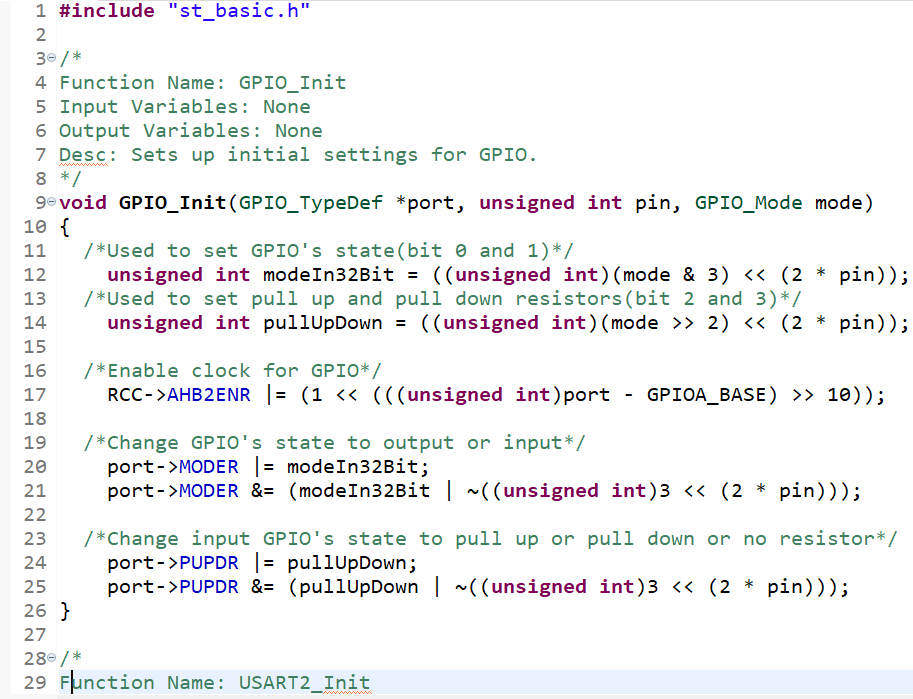 1 #include "st_basic.h"
2
3 /*
4 Function Name: GPIO_Init
5 Input Variables: None
6 Output Variables: None
7 Desc: Sets up initial settings for GPIO.
8 */
9 void GPIO_Init(GPIO_TypeDef *port, unsigned int pin, GPIO_Mode mode)
10 {
11   /*Used to set GPIO's state(bit 0 and 1)*/
12     unsigned int modeIn32Bit = ((unsigned int)(mode & 3) << (2 * pin));
13   /*Used to set pull up and pull down resistors(bit 2 and 3)*/
14     unsigned int pullUpDown = ((unsigned int)(mode >> 2) << (2 * pin));
15
16   /*Enable clock for GPIO*/
17     RCC->AHB2ENR |= (1 << (((unsigned int)port - GPIOA_BASE) >> 10));
18
19   /*Change GPIO's state to output or input*/
20     port->MODER |= modeIn32Bit;
21     port->MODER &= (modeIn32Bit | ~((unsigned int)3 << (2 * pin)));
22
23   /*Change input GPIO's state to pull up or pull down or no resistor*/
24     port->PUPDR |= pullUpDown;
25     port->PUPDR &= (pullUpDown | ~((unsigned int)3 << (2 * pin)));
26 }
27
28 /*
29 Function Name: USART2_Init